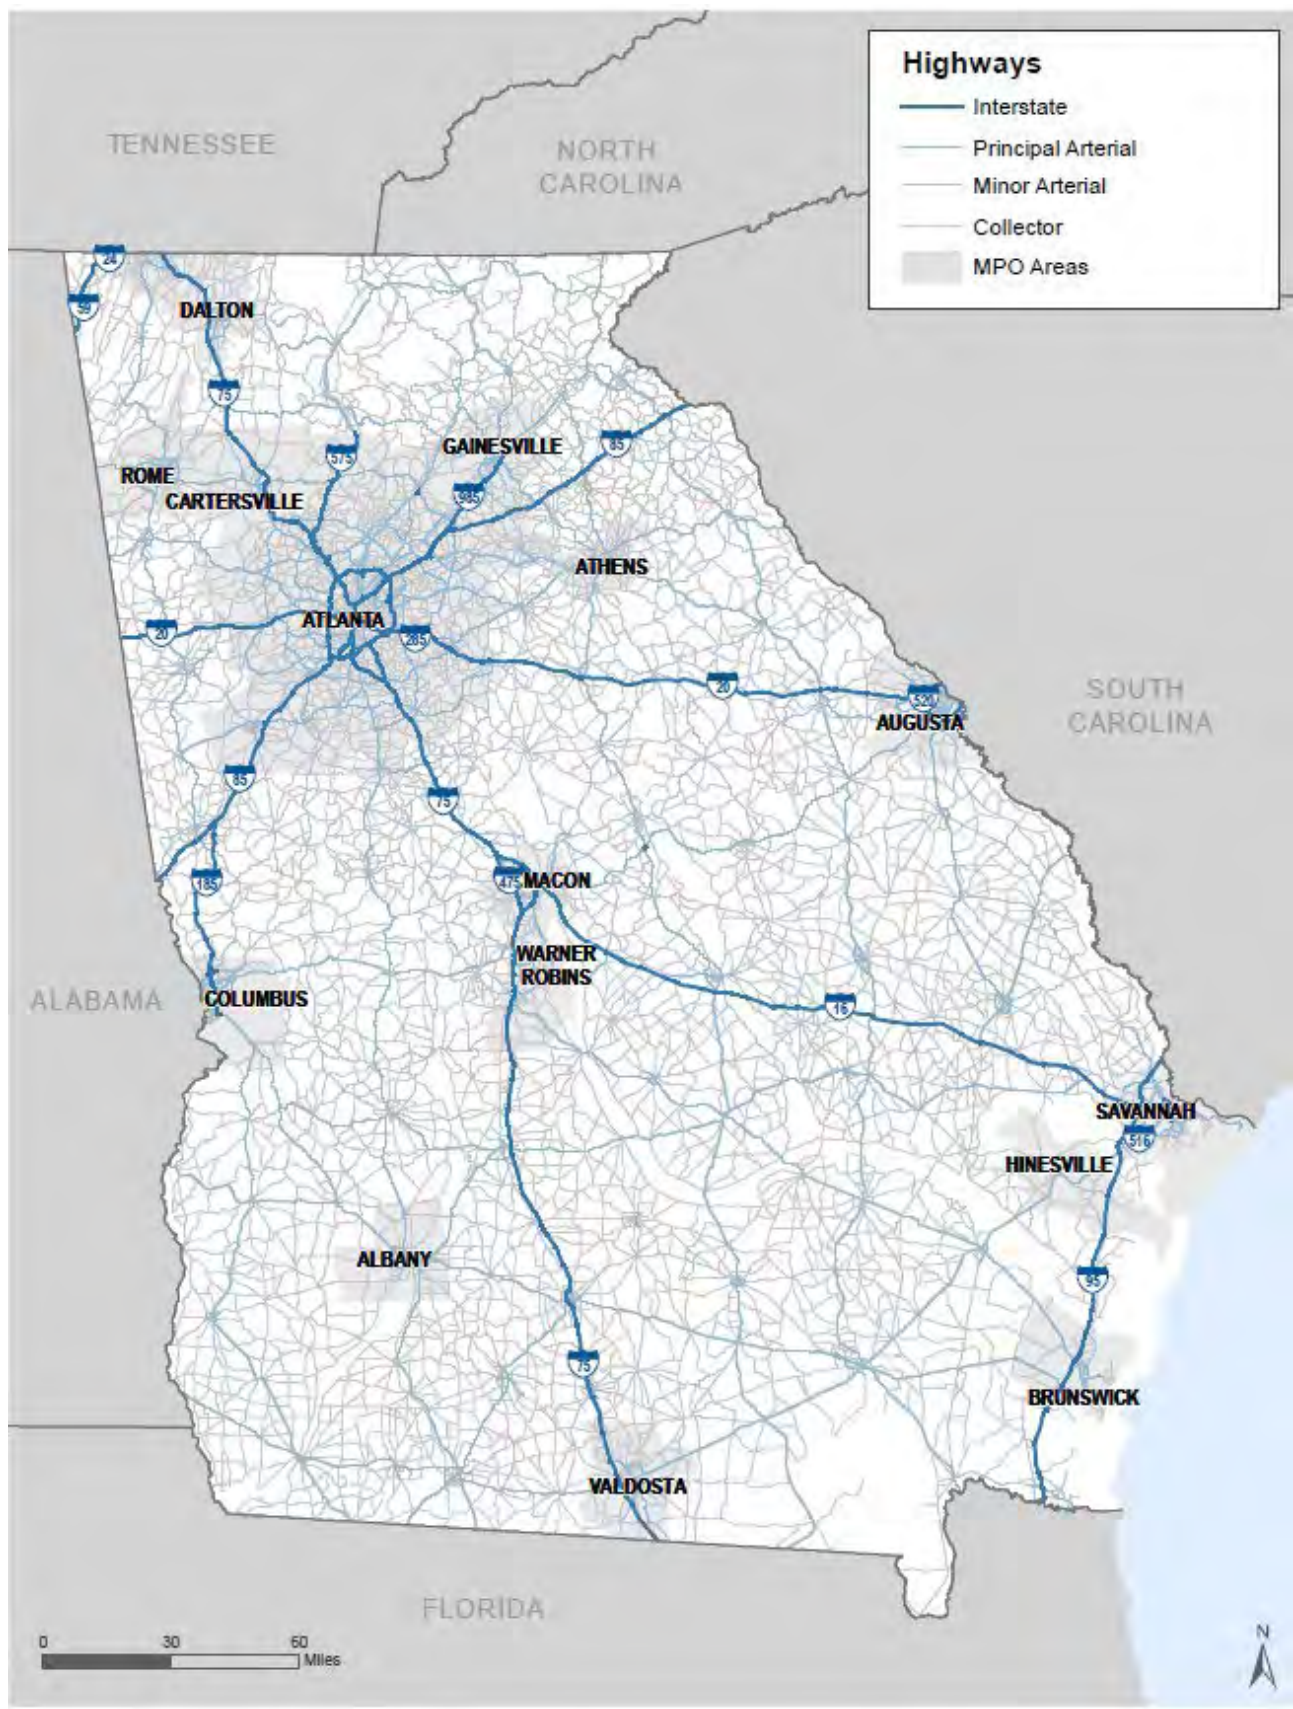 Highways
Interstate
Principal Arterial
Minor Arterial
Collector
MPO Areas
TENNESSEE
NORTH
CAROLINA
24
59
DALTON
75
575
GAINESVILLE
85
ROME
985
CARTERSVILLE
ATHENS
ATLANTA
20
285
20
520
AUGUSTA
SOUTH
CAROLINA
85
75
185
475
MACON
WARNER
ROBINS
ALABAMA
COLUMBUS
16
SAVANNAH
516
HINESVILLE
ALBANY
95
75
BRUNSWICK
VALDOSTA
FLORIDA
0 30 60
Miles
N